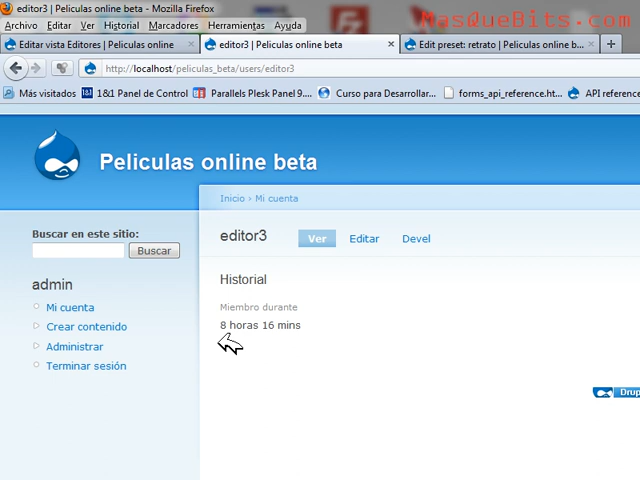 editor3 | Peliculas online beta - Mozilla Firefox
MasQueBits.com
Archivo Editar Ver Historial Marcadores Herramientas Ayuda
Editar vista Editores | Peliculas online
editor3 | Peliculas online beta
Edit preset: retrato | Peliculas online b...
http://localhost/peliculas_beta/users/editor3
Más visitados
1&1 Panel de Control
Parallels Plesk Panel 9....
Curso para Desarrollar...
forms_api_reference.ht...
API reference
Peliculas online beta
Inicio › Mi cuenta
Buscar en este sitio:
Buscar
editor3
Ver
Editar
Devel
admin
Mi cuenta
Crear contenido
Administrar
Terminar sesión
Historial
Miembro durante
8 horas 16 mins
Drup